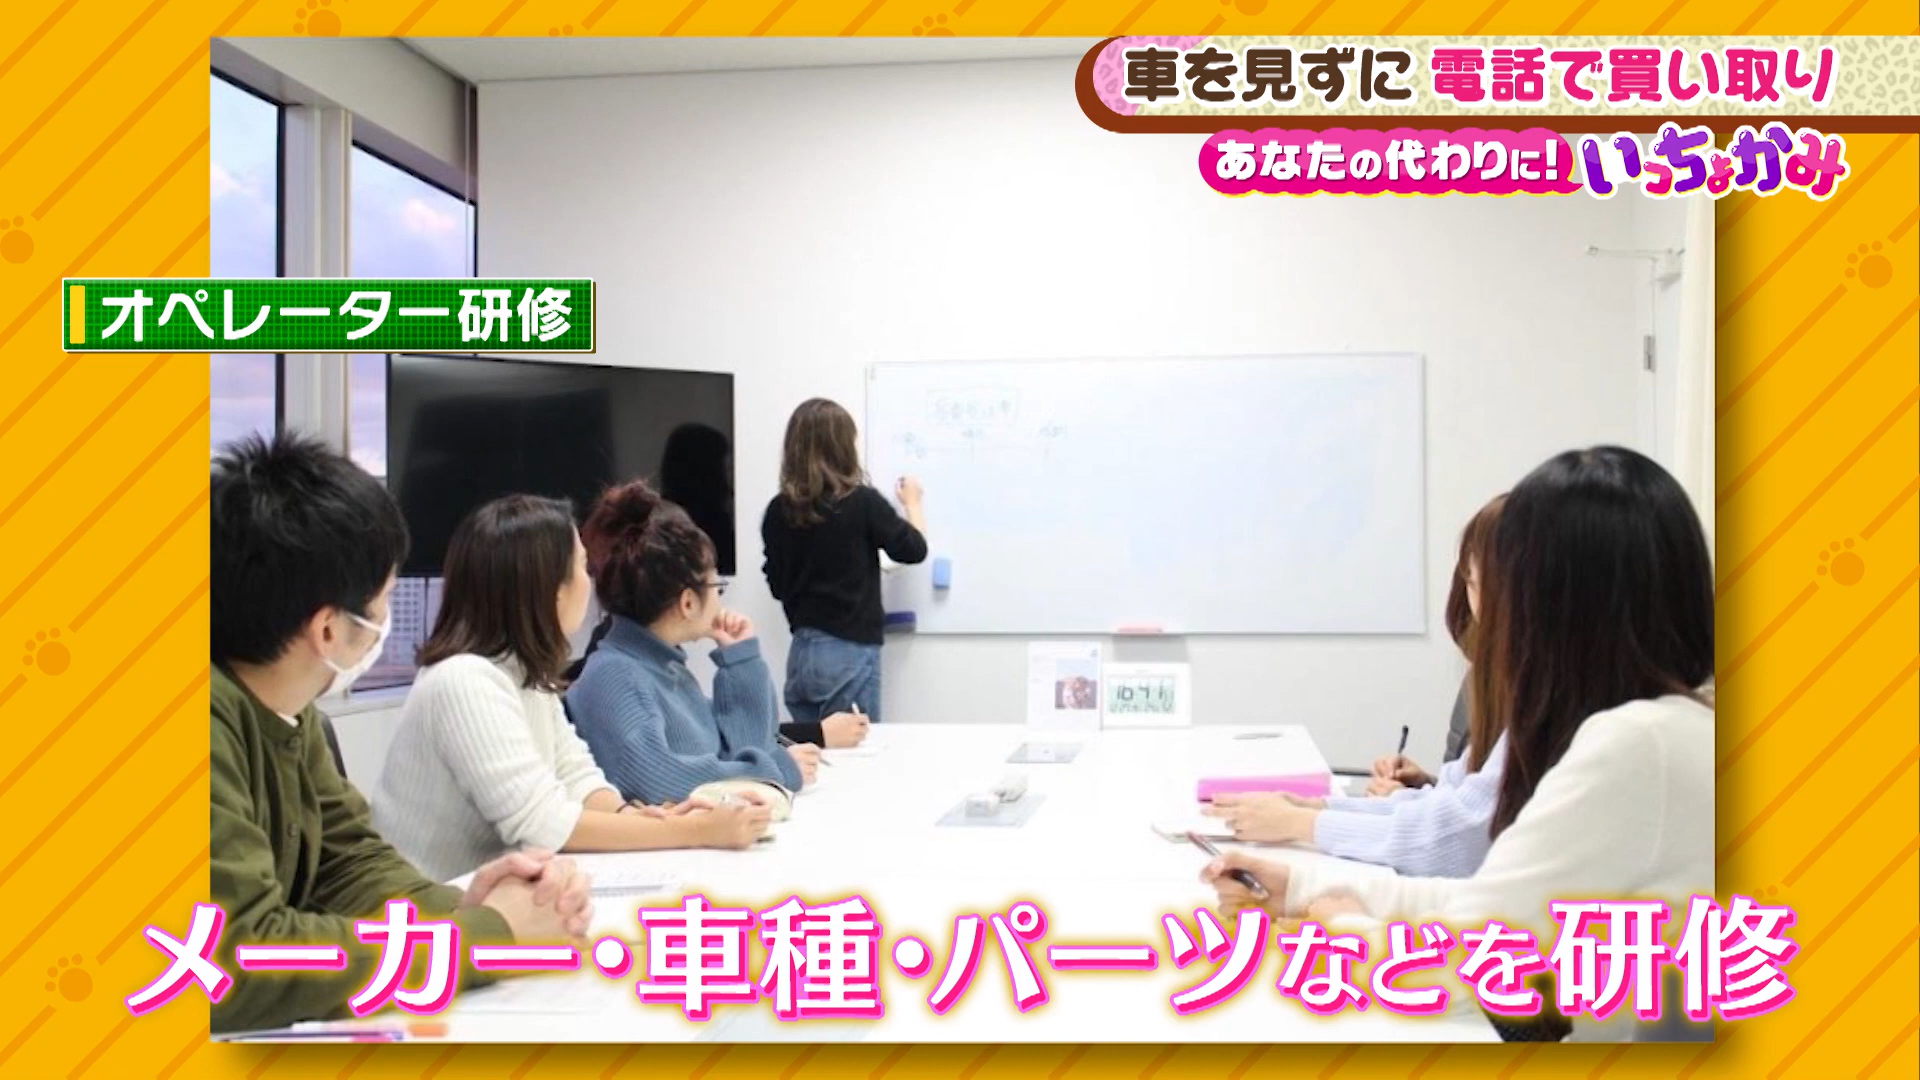 車を見ずに 電話で買い取り
あなたの代わりに! いっちょかみ
オペレーター研修
メーカー・車種・パーツなどを研修